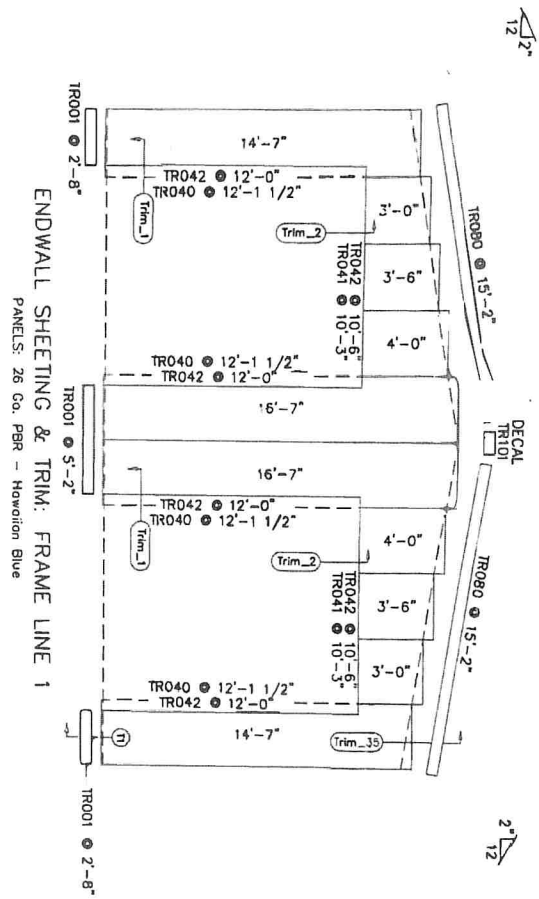 2"
12
14'-7"
TR001 @ 2'-8"
TR042 @ 12'-0"
TR040 @ 12'-1 1/2"
Trim_1
Trim_2
3'-0"
TR080 @ 15'-2"
3'-6"
TR042 @ 10'-6"
TR041 @ 10'-3"
4'-0"
TR040 @ 12'-1 1/2"
TR042 @ 12'-0"
16'-7"
DECAL
TR101
TR001 @ 5'-2"
16'-7"
TR042 @ 12'-0"
TR040 @ 12'-1 1/2"
Trim_1
Trim_2
4'-0"
TR080 @ 15'-2"
3'-6"
TR042 @ 10'-6"
TR041 @ 10'-3"
3'-0"
TR040 @ 12'-1 1/2"
TR042 @ 12'-0"
14'-7"
Trim_35
TR001 @ 2'-8"
2"
12
ENDWALL SHEETING & TRIM: FRAME LINE 1
PANELS: 26 Ga. PBR - Hawaiian Blue